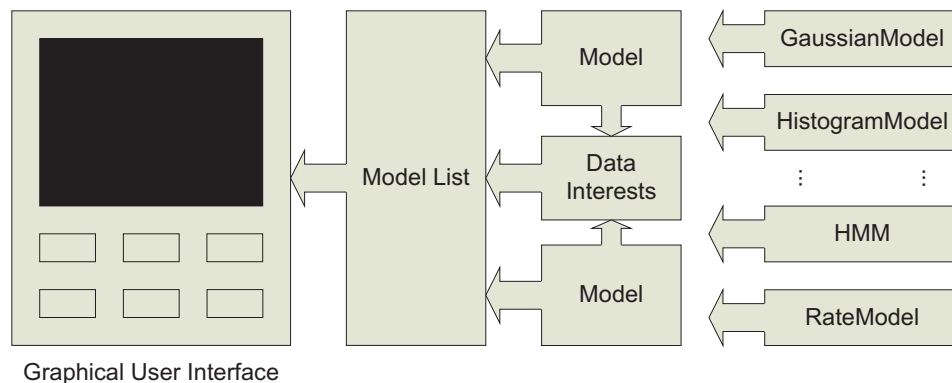 Model
GaussianModel
HistogramModel
Model List
Data
Interests
⋮ ⋮
HMM
Model
RateModel
Graphical User Interface